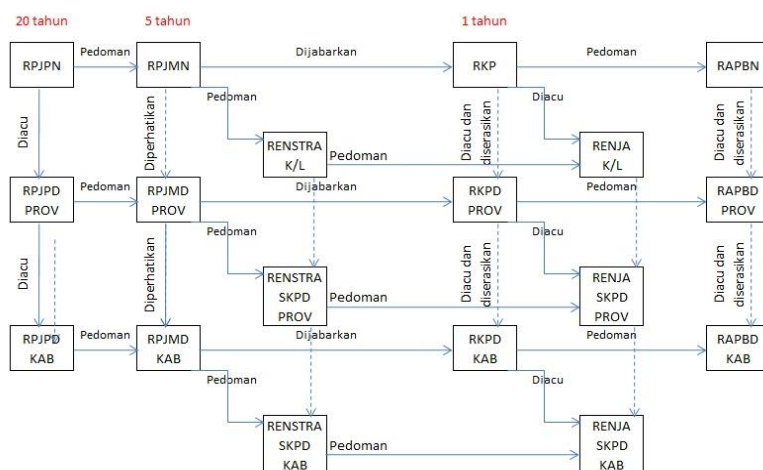 20 tahun
5 tahun
1 tahun
RPJPN
Pedoman
RPJMN
Dijabarkan
RKP
Pedoman
RAPBN
Diacu
Diperhatikan
Pedoman
RENSTRA
K/L
Pedoman
Diacu dan
diserasikan
Diacu
RENJA
K/L
Diacu dan
diserasikan
RPJPD
PROV
Pedoman
RPJMD
PROV
Dijabarkan
RKPD
PROV
Pedoman
RAPBD
PROV
Diacu
Diperhatikan
Pedoman
RENSTRA
SKPD
PROV
Pedoman
Diacu dan
diserasikan
Diacu
RENJA
SKPD
PROV
Diacu dan
diserasikan
RPJPD
KAB
Pedoman
RPJMD
KAB
Dijabarkan
RKPD
KAB
Pedoman
RAPBD
KAB
Pedoman
RENSTRA
SKPD
KAB
Pedoman
Diacu
RENJA
SKPD
KAB